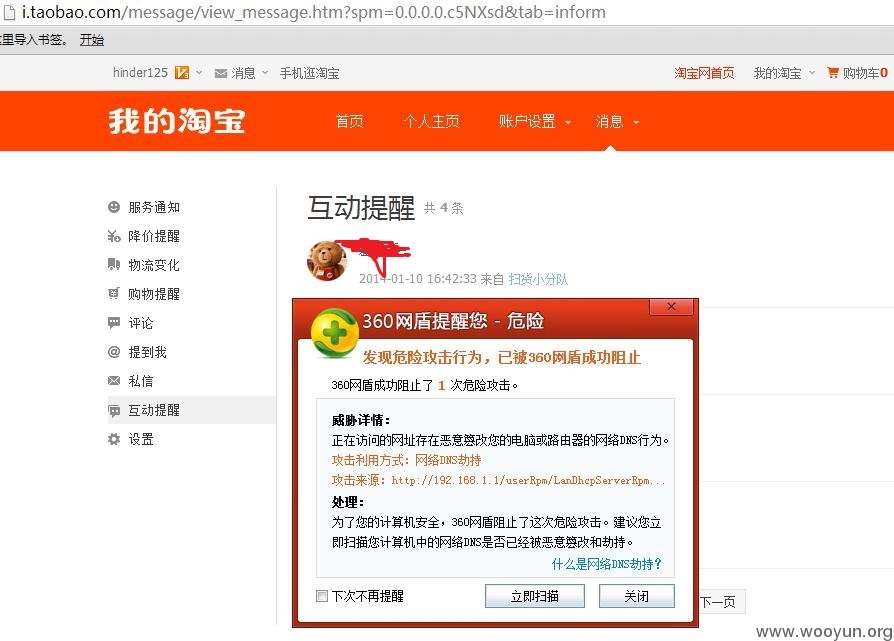 i.taobao.com/message/view_message.htm?spm=0.0.0.0.c5NXsd&tab=inform
里导入书签。 开始
hinder125 消息 手机逛淘宝 淘宝网首页 我的淘宝 购物车0
我的淘宝 首页 个人主页 账户设置 消息
服务通知
降价提醒
物流变化
购物提醒
评论
提到我
私信
互动提醒
设置
互动提醒 共 4 条
2014-01-10 16:42:33 来自 扫货小分队
360网盾提醒您 - 危险
发现危险攻击行为，已被360网盾成功阻止
360网盾成功阻止了 1 次危险攻击。
威胁详情：
正在访问的网址存在恶意篡改您的电脑或路由器的网络DNS行为。
攻击利用方式：网络DNS劫持
攻击来源：http://192.168.1.1/userRpm/LanDhcpServerRpm...
处理：
为了您的计算机安全，360网盾阻止了这次危险攻击。建议您立
即扫描您计算机中的网络DNS是否已经被恶意篡改和劫持。
什么是网络DNS劫持？
下次不再提醒 立即扫描 关闭
下一页
www.wooyun.org